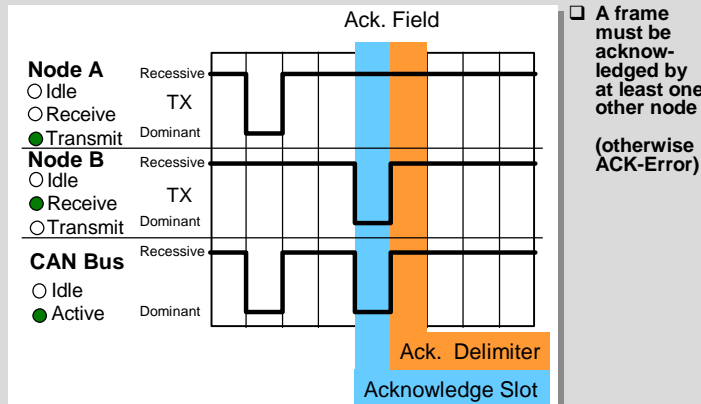 Ack. Field
Node A
Idle
Receive
Transmit
Recessive
TX
Dominant
Node B
Idle
Receive
Transmit
Recessive
TX
Dominant
CAN Bus
Idle
Active
Recessive
Dominant
Ack. Delimiter
Acknowledge Slot
A frame
must be
acknow-
ledged by
at least one
other node
(otherwise
ACK-Error)